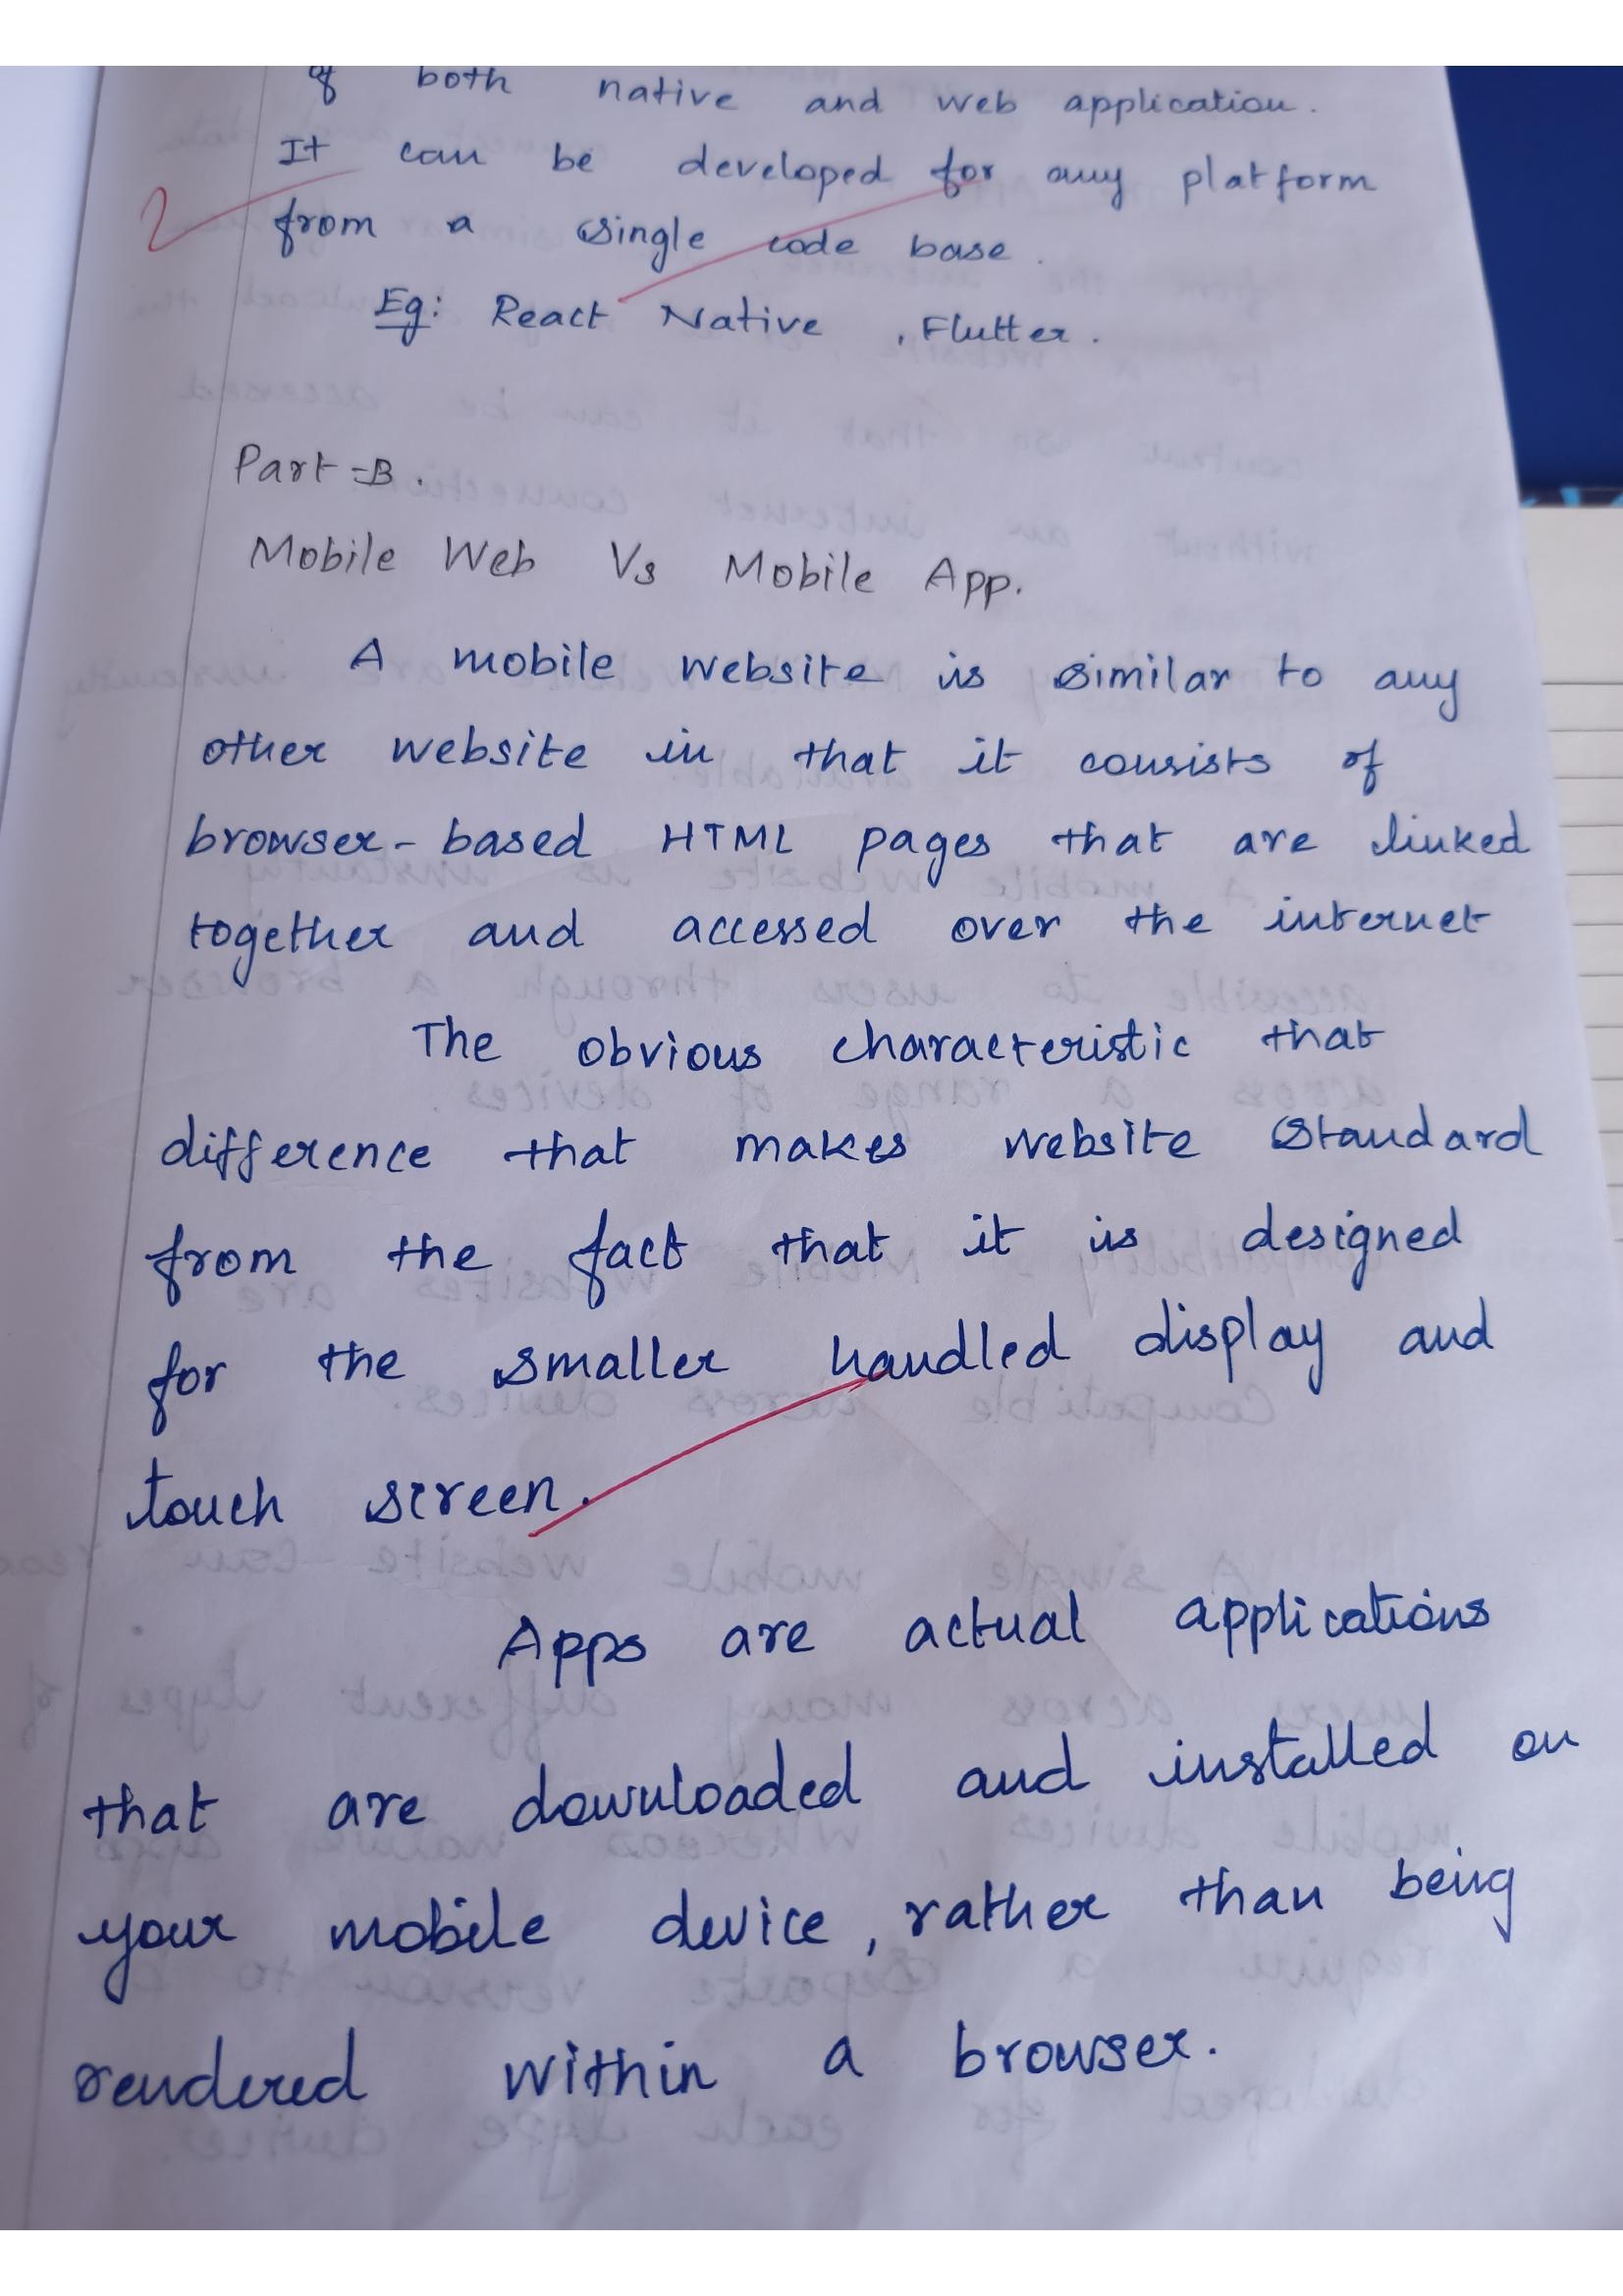 of both native and web application.
It can be developed for any platform
2
from a single code base.
Eg: React Native, Flutter.
Part-B.
Mobile Web Vs Mobile App.
A mobile website is similar to any
other website in that it consists of
browser-based HTML pages that are linked
together and accessed over the internet
The obvious characteristic that
difference that makes website standard
from the fact that it is designed
for the smaller handled display and
touch screen.
Apps are actual applications
that are downloaded and installed on
your mobile device, rather than being
rendered within a browser.